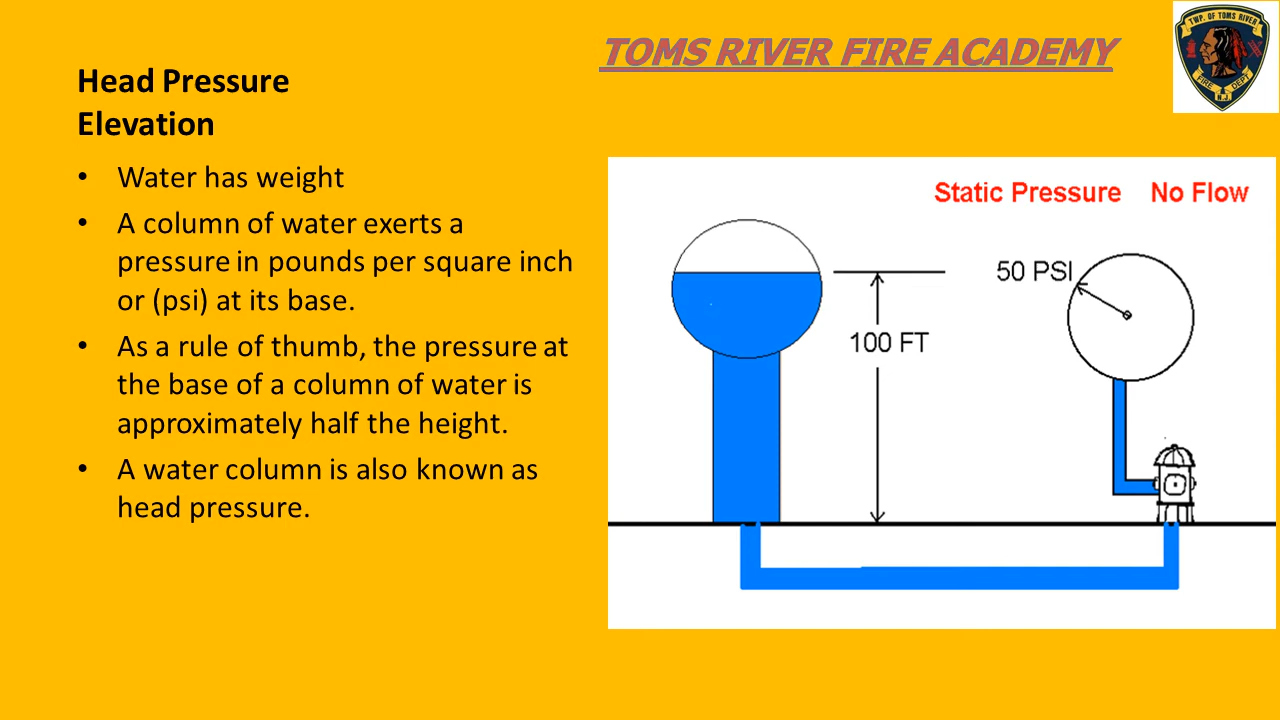 TOMS RIVER FIRE ACADEMY
TWP. OF TOMS RIVER
FIRE DEPT
N.J.
Head Pressure
Elevation
• Water has weight
• A column of water exerts a
pressure in pounds per square inch
or (psi) at its base.
• As a rule of thumb, the pressure at
the base of a column of water is
approximately half the height.
• A water column is also known as
head pressure.
Static Pressure No Flow
50 PSI
100 FT